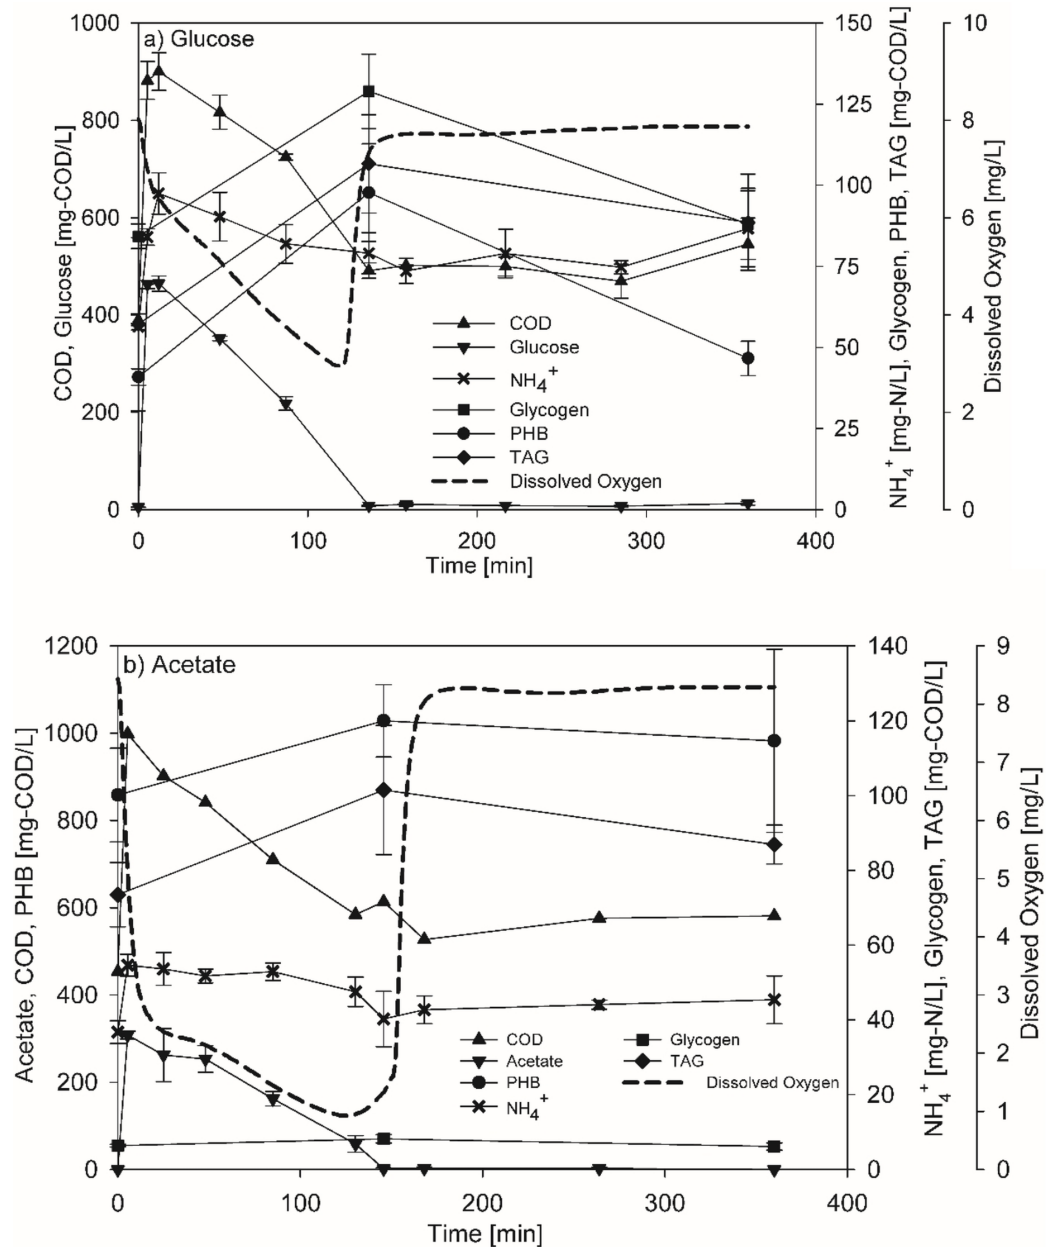 a) Glucose
1000
800
600
400
200
0
COD, Glucose [mg-COD/L]
150
125
100
75
50
25
0
NH₄⁺ [mg-N/L], Glycogen, PHB, TAG [mg-COD/L]
10
8
6
4
2
0
Dissolved Oxygen [mg/L]
COD
Glucose
NH₄⁺
Glycogen
PHB
TAG
Dissolved Oxygen
0 100 200 300 400
Time [min]
b) Acetate
1200
1000
800
600
400
200
0
Acetate, COD, PHB [mg-COD/L]
140
120
100
80
60
40
20
0
NH₄⁺ [mg-N/L], Glycogen, TAG [mg-COD/L]
9
8
7
6
5
4
3
2
1
0
Dissolved Oxygen [mg/L]
COD
Acetate
PHB
NH₄⁺
Glycogen
TAG
Dissolved Oxygen
0 100 200 300 400
Time [min]